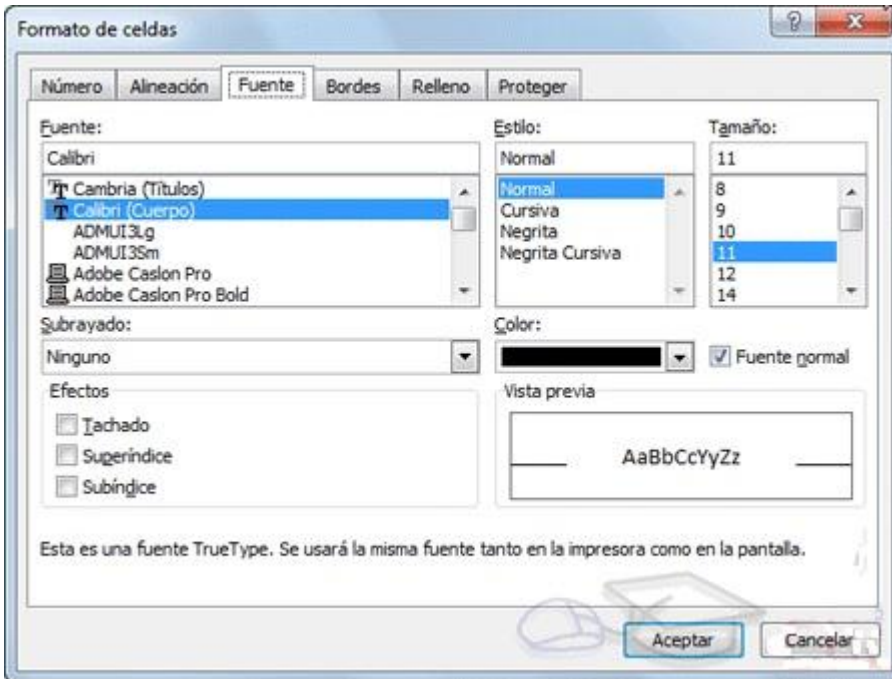 Formato de celdas
Número Alineación Fuente Bordes Relleno Proteger
Fuente: Estilo: Tamaño:
Calibri Normal 11
Cambria (Títulos) Normal 8
Calibri (Cuerpo) Cursiva 9
ADMUI3Lg Negrita 10
ADMUI3Sm Negrita Cursiva 11
Adobe Caslon Pro 12
Adobe Caslon Pro Bold 14
Subrayado: Color:
Ninguno Fuente normal
Efectos Vista previa
Tachado
Superíndice AaBbCcYyZz
Subíndice
Esta es una fuente TrueType. Se usará la misma fuente tanto en la impresora como en la pantalla.
Aceptar Cancelar